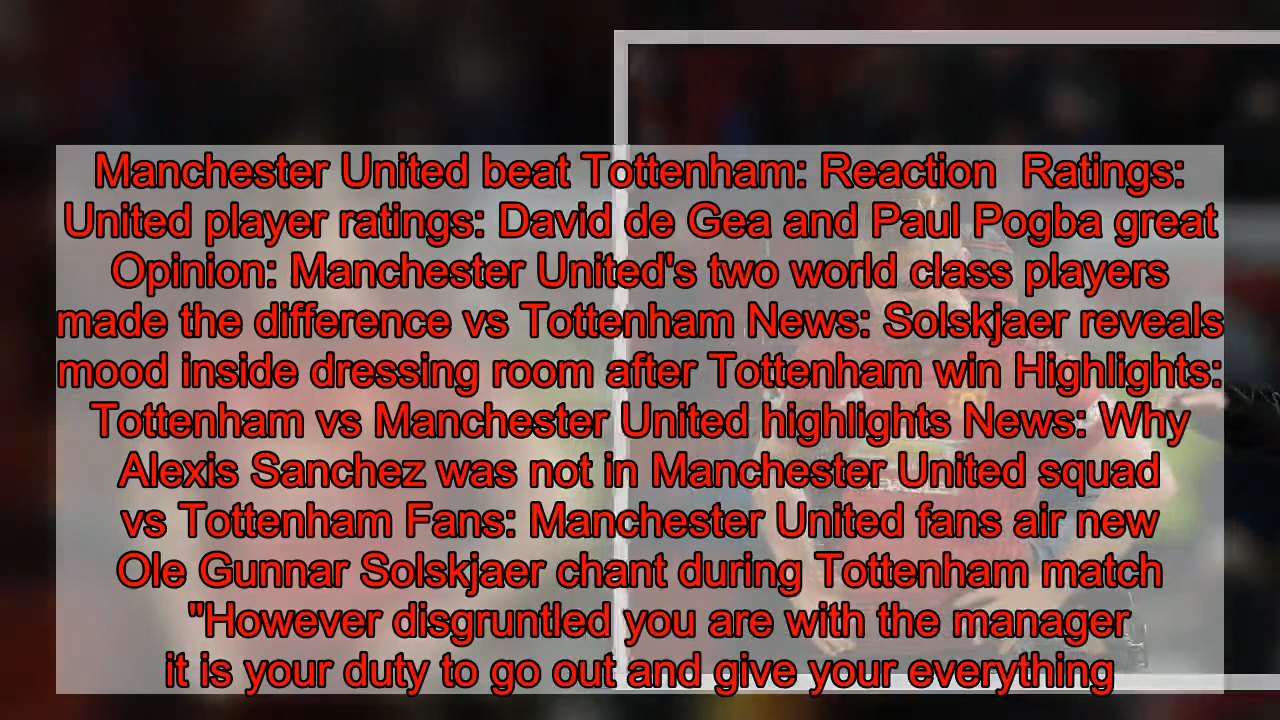 Manchester United beat Tottenham: Reaction  Ratings:
United player ratings: David de Gea and Paul Pogba great
Opinion: Manchester United's two world class players
made the difference vs Tottenham News: Solskjaer reveals
mood inside dressing room after Tottenham win Highlights:
Tottenham vs Manchester United highlights News: Why
Alexis Sanchez was not in Manchester United squad
vs Tottenham Fans: Manchester United fans air new
Ole Gunnar Solskjaer chant during Tottenham match
"However disgruntled you are with the manager
it is your duty to go out and give your everything